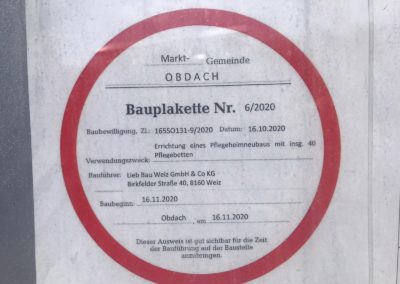 Markt- Gemeinde
OBDACH
Bauplakette Nr. 6/2020
Baubewilligung, Zl.: 165SO131-9/2020 Datum: 16.10.2020
Errichtung eines Pflegeheimneubaus mit insg. 40
Verwendungszweck: Pflegebetten
Bauführer: Lieb Bau Weiz GmbH & Co KG
Birkfelder Straße 40, 8160 Weiz
Baubeginn: 16.11.2020
Obdach, am 16.11.2020
Dieser Ausweis ist gut sichtbar für die Zeit
der Bauführung auf der Baustelle
anzubringen.